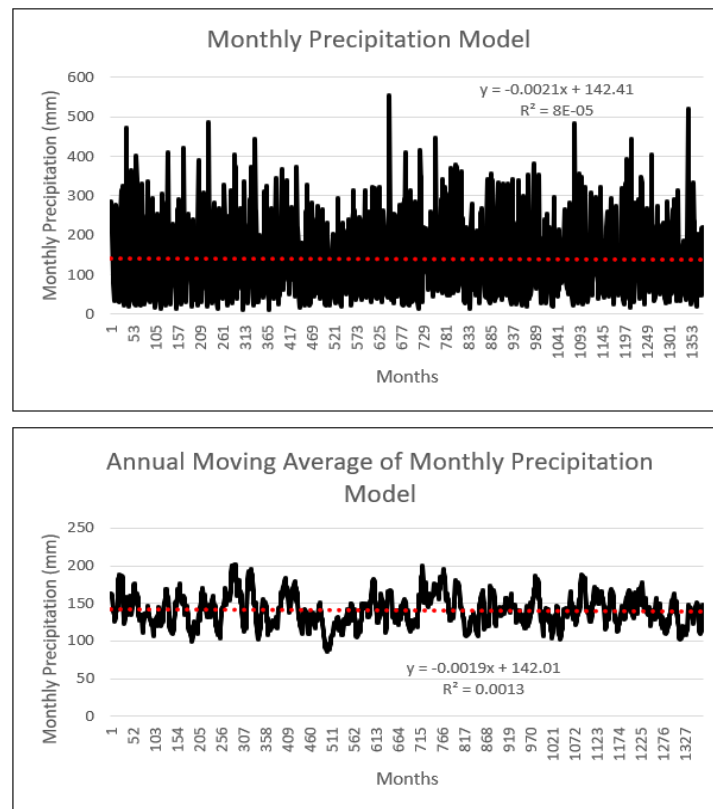 Monthly Precipitation Model
y = -0.0021x + 142.41
R² = 8E-05
Monthly Precipitation (mm)
600
500
400
300
200
100
0
1 53 105 157 209 261 313 365 417 469 521 573 625 677 729 781 833 885 937 989 1041 1093 1145 1197 1249 1301 1353
Months
Annual Moving Average of Monthly Precipitation
Model
Monthly Precipitation (mm)
250
200
150
100
50
0
y = -0.0019x + 142.01
R² = 0.0013
1 52 103 154 205 256 307 358 409 460 511 562 613 664 715 766 817 868 919 970 1021 1072 1123 1174 1225 1276 1327
Months